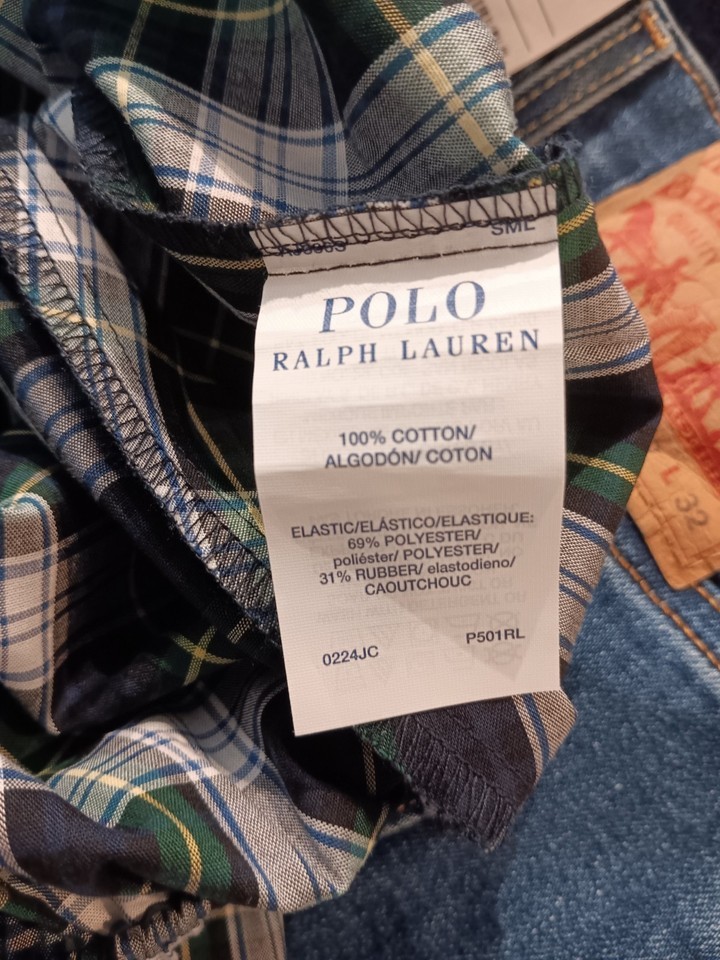 SML
POLO
RALPH LAUREN
100% COTTON/
ALGODÓN/ COTON
ELASTIC/ELÁSTICO/ELASTIQUE:
69% POLYESTER/
poliéster/ POLYESTER/
31% RUBBER/ elastodieno/
CAOUTCHOUC
0224JC P501RL
L 32